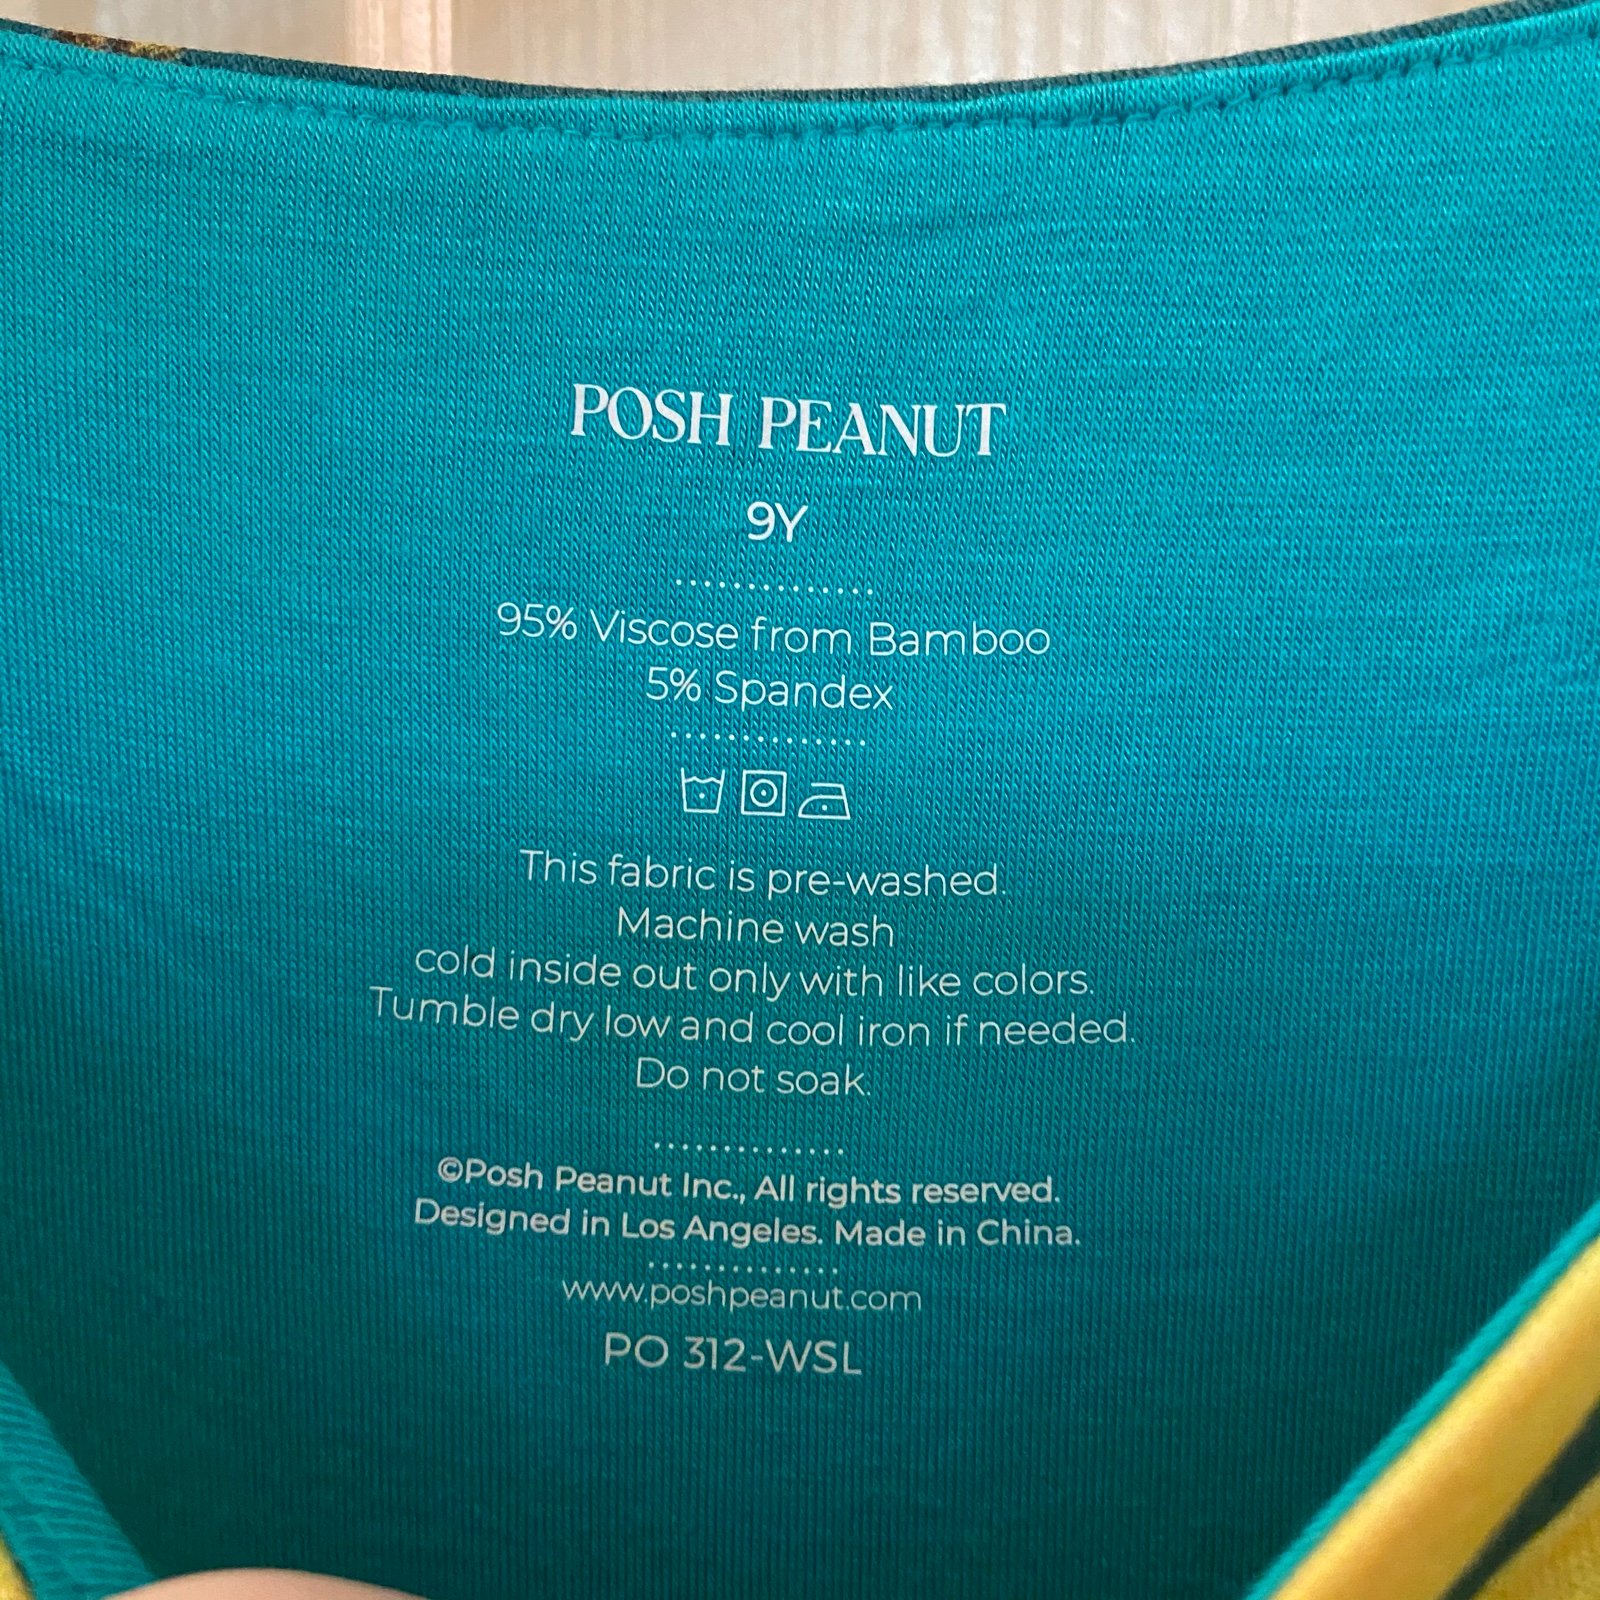 POSH PEANUT
9Y
95% Viscose from Bamboo
5% Spandex
This fabric is pre-washed.
Machine wash
cold inside out only with like colors.
Tumble dry low and cool iron if needed.
Do not soak.
©Posh Peanut Inc., All rights reserved.
Designed in Los Angeles. Made in China.
www.poshpeanut.com
PO 312-WSL